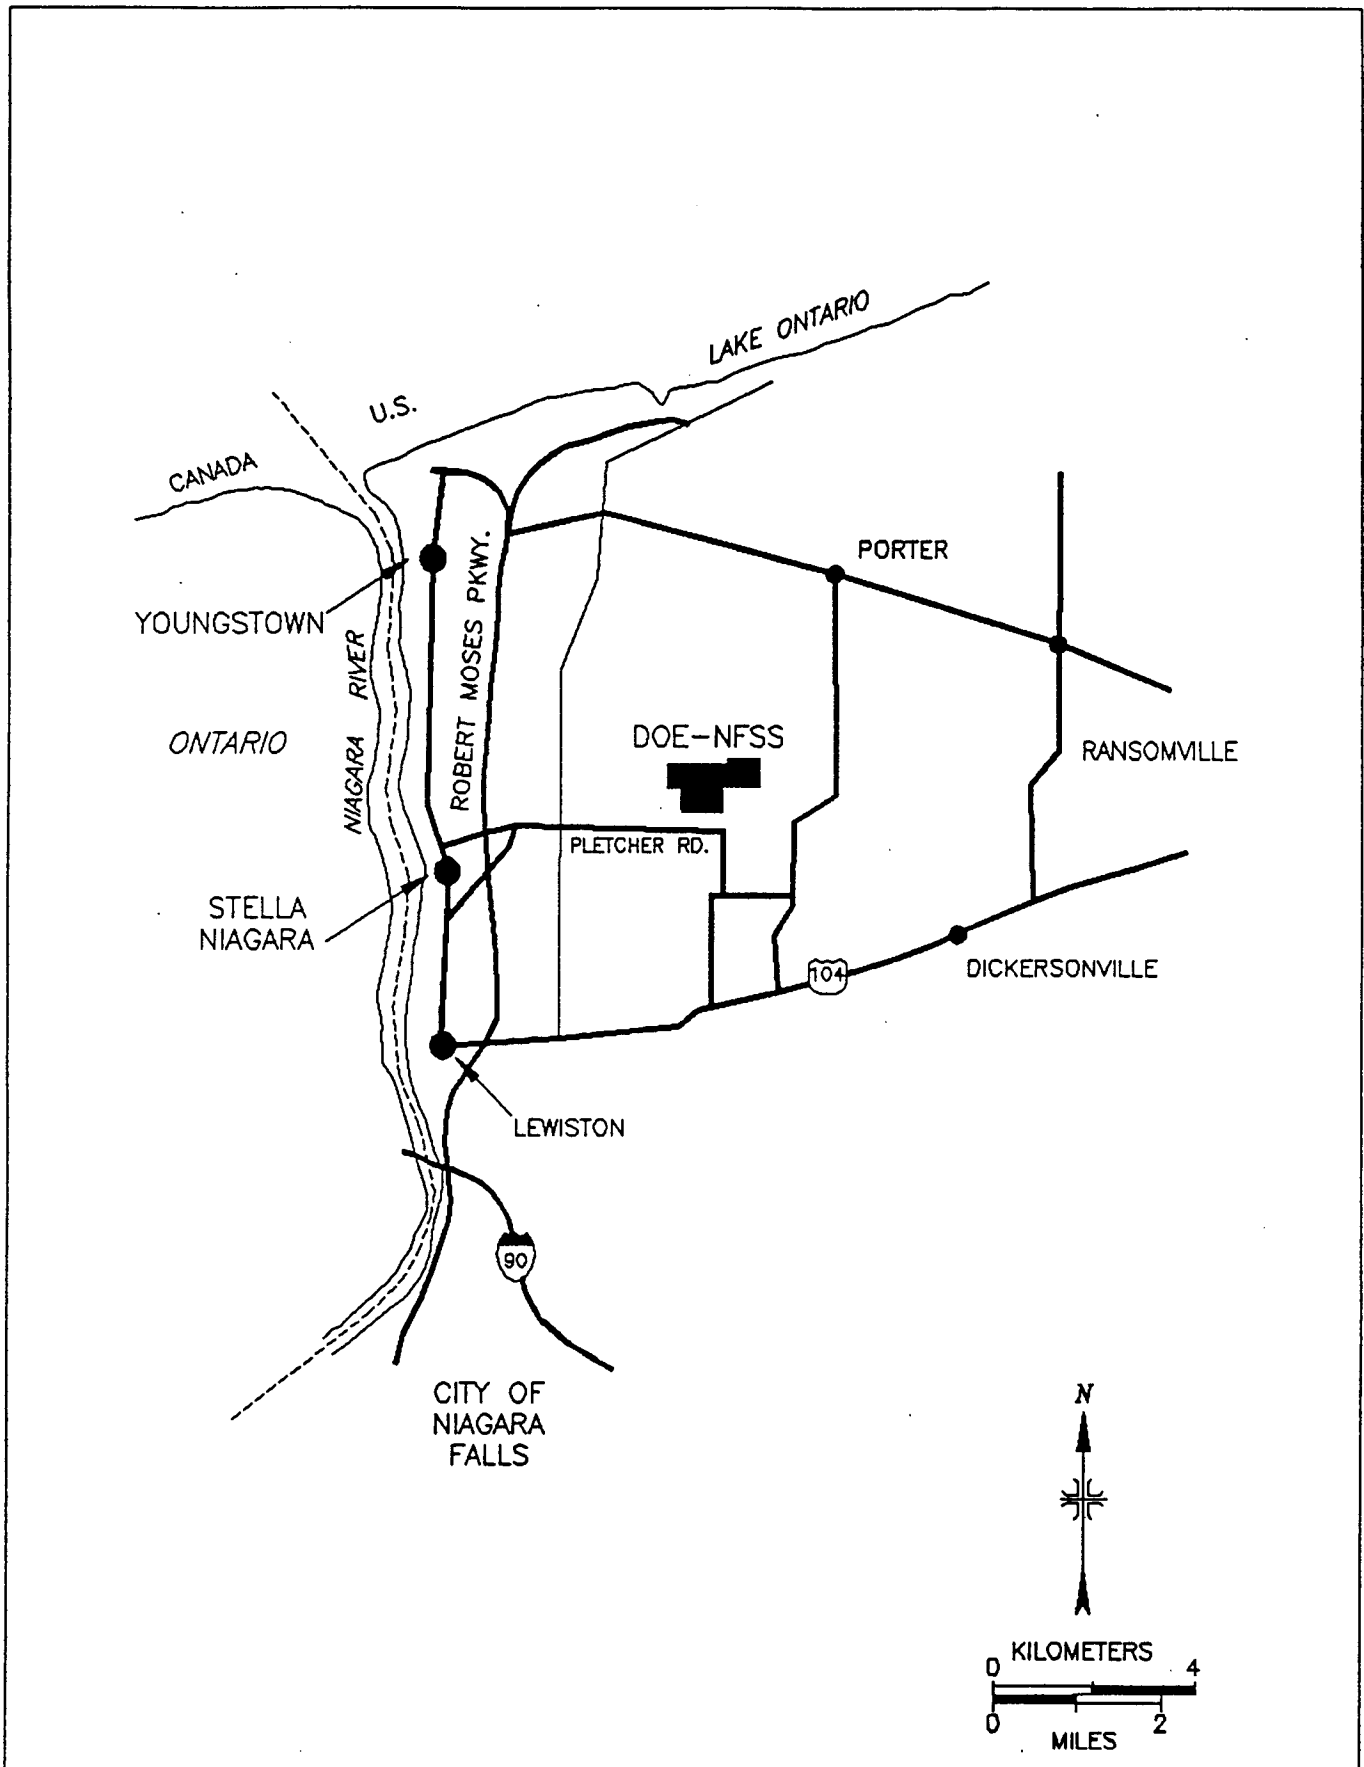 LAKE ONTARIO
U.S.
CANADA
PORTER
YOUNGSTOWN
ROBERT MOSES PKWY.
NIAGARA RIVER
ONTARIO
DOE-NFSS
RANSOMVILLE
PLETCHER RD.
STELLA
NIAGARA
104
DICKERSONVILLE
LEWISTON
90
CITY OF
NIAGARA
FALLS
N
KILOMETERS
0 4
0 2
MILES